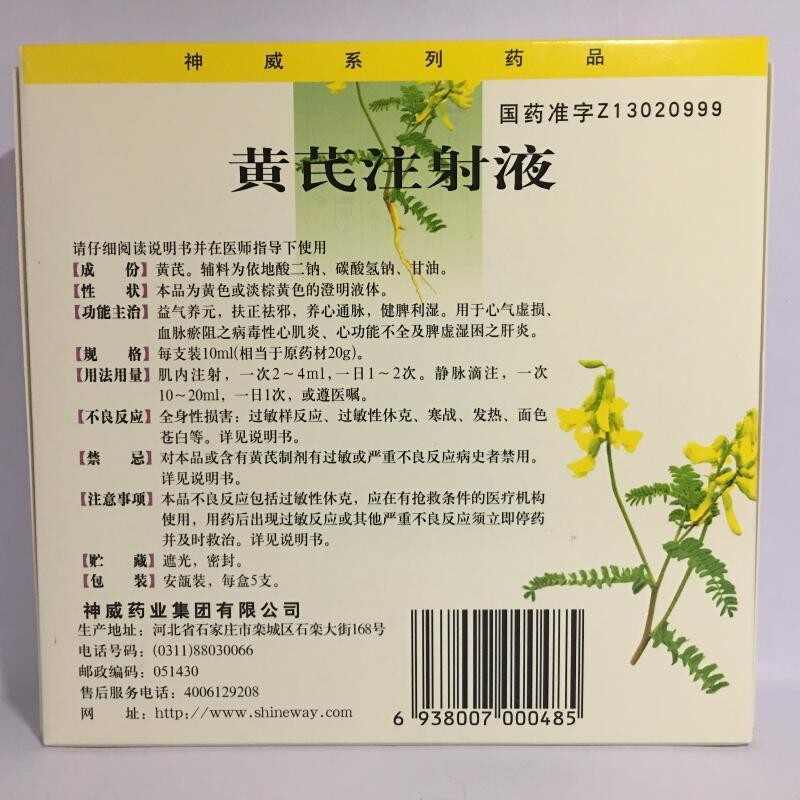 神威系列药品
国药准字Z13020999
黄芪注射液
请仔细阅读说明书并在医师指导下使用
【成 份】黄芪。辅料为依地酸二钠、碳酸氢钠、甘油。
【性 状】本品为黄色或淡棕黄色的澄明液体。
【功能主治】益气养元，扶正祛邪，养心通脉，健脾利湿。用于心气虚损、
血脉瘀阻之病毒性心肌炎、心功能不全及脾虚湿困之肝炎。
【规 格】每支装10ml(相当于原药材20g)。
【用法用量】肌内注射，一次2～4ml，一日1～2次。静脉滴注，一次
10～20ml，一日1次，或遵医嘱。
【不良反应】全身性损害：过敏样反应、过敏性休克、寒战、发热、面色
苍白等。详见说明书。
【禁 忌】对本品或含有黄芪制剂有过敏或严重不良反应病史者禁用。
详见说明书。
【注意事项】本品不良反应包括过敏性休克，应在有抢救条件的医疗机构
使用，用药后出现过敏反应或其他严重不良反应须立即停药
并及时救治。详见说明书。
【贮 藏】遮光，密封。
【包 装】安瓿装，每盒5支。
神威药业集团有限公司
生产地址：河北省石家庄市栾城区石栾大街168号
电话号码：(0311)88030066
邮政编码：051430
售后服务电话：4006129208
网 址：http://www.shineway.com
6 938007 000485